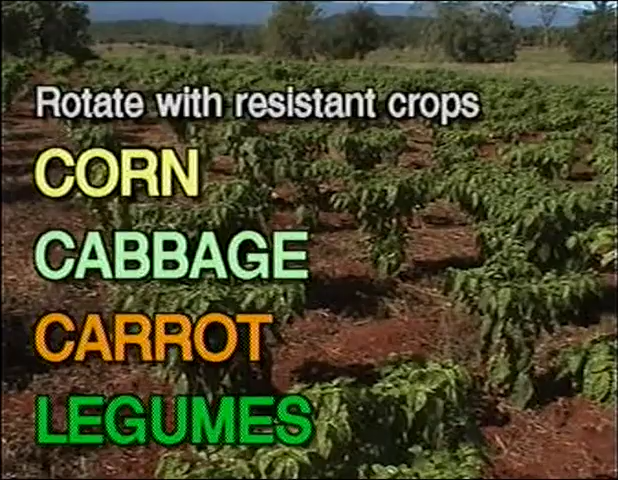 Rotate with resistant crops
CORN
CABBAGE
CARROT
LEGUMES